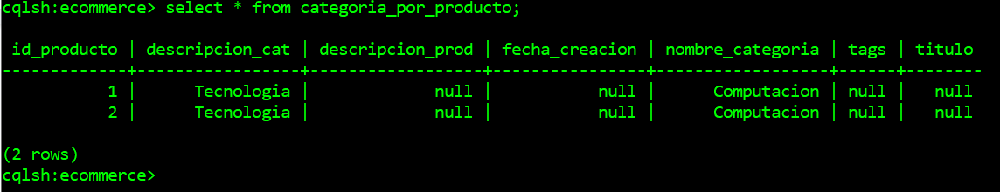 cqlsh:ecommerce> select * from categoria_por_producto;
id_producto | descripcion_cat | descripcion_prod | fecha_creacion | nombre_categoria | tags | titulo
-------------+-----------------+------------------+----------------+------------------+------+--------
1 | Tecnologia | null | null | Computacion | null | null
2 | Tecnologia | null | null | Computacion | null | null
(2 rows)
cqlsh:ecommerce>